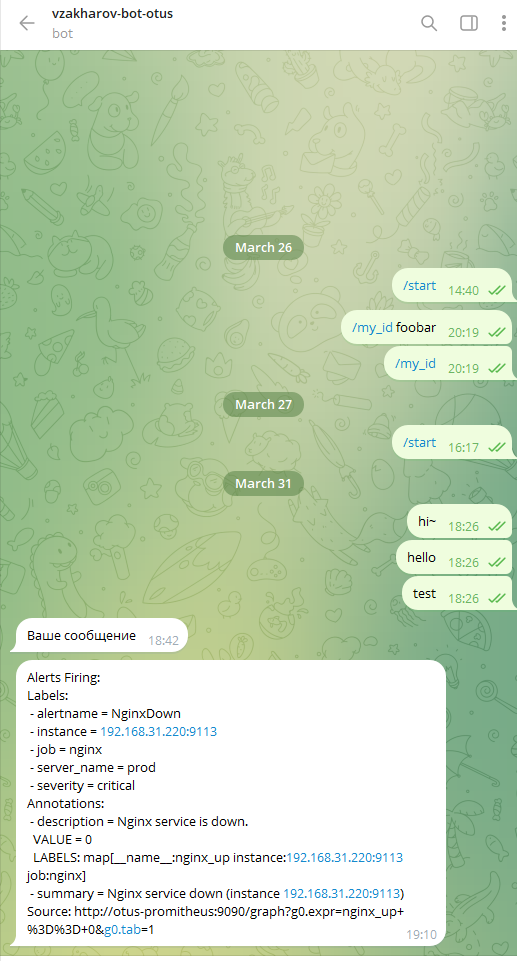 vzakharov-bot-otus
bot
March 26
/start 14:40
/my_id foobar 20:19
/my_id 20:19
March 27
/start 16:17
March 31
hi~ 18:26
hello 18:26
test 18:26
Ваше сообщение 18:42
Alerts Firing:
Labels:
- alertname = NginxDown
- instance = 192.168.31.220:9113
- job = nginx
- server_name = prod
- severity = critical
Annotations:
- description = Nginx service is down.
VALUE = 0
LABELS: map[__name__:nginx_up instance:192.168.31.220:9113
job:nginx]
- summary = Nginx service down (instance 192.168.31.220:9113)
Source: http://otus-promitheus:9090/graph?g0.expr=nginx_up+
%3D%3D+0&g0.tab=1
19:10